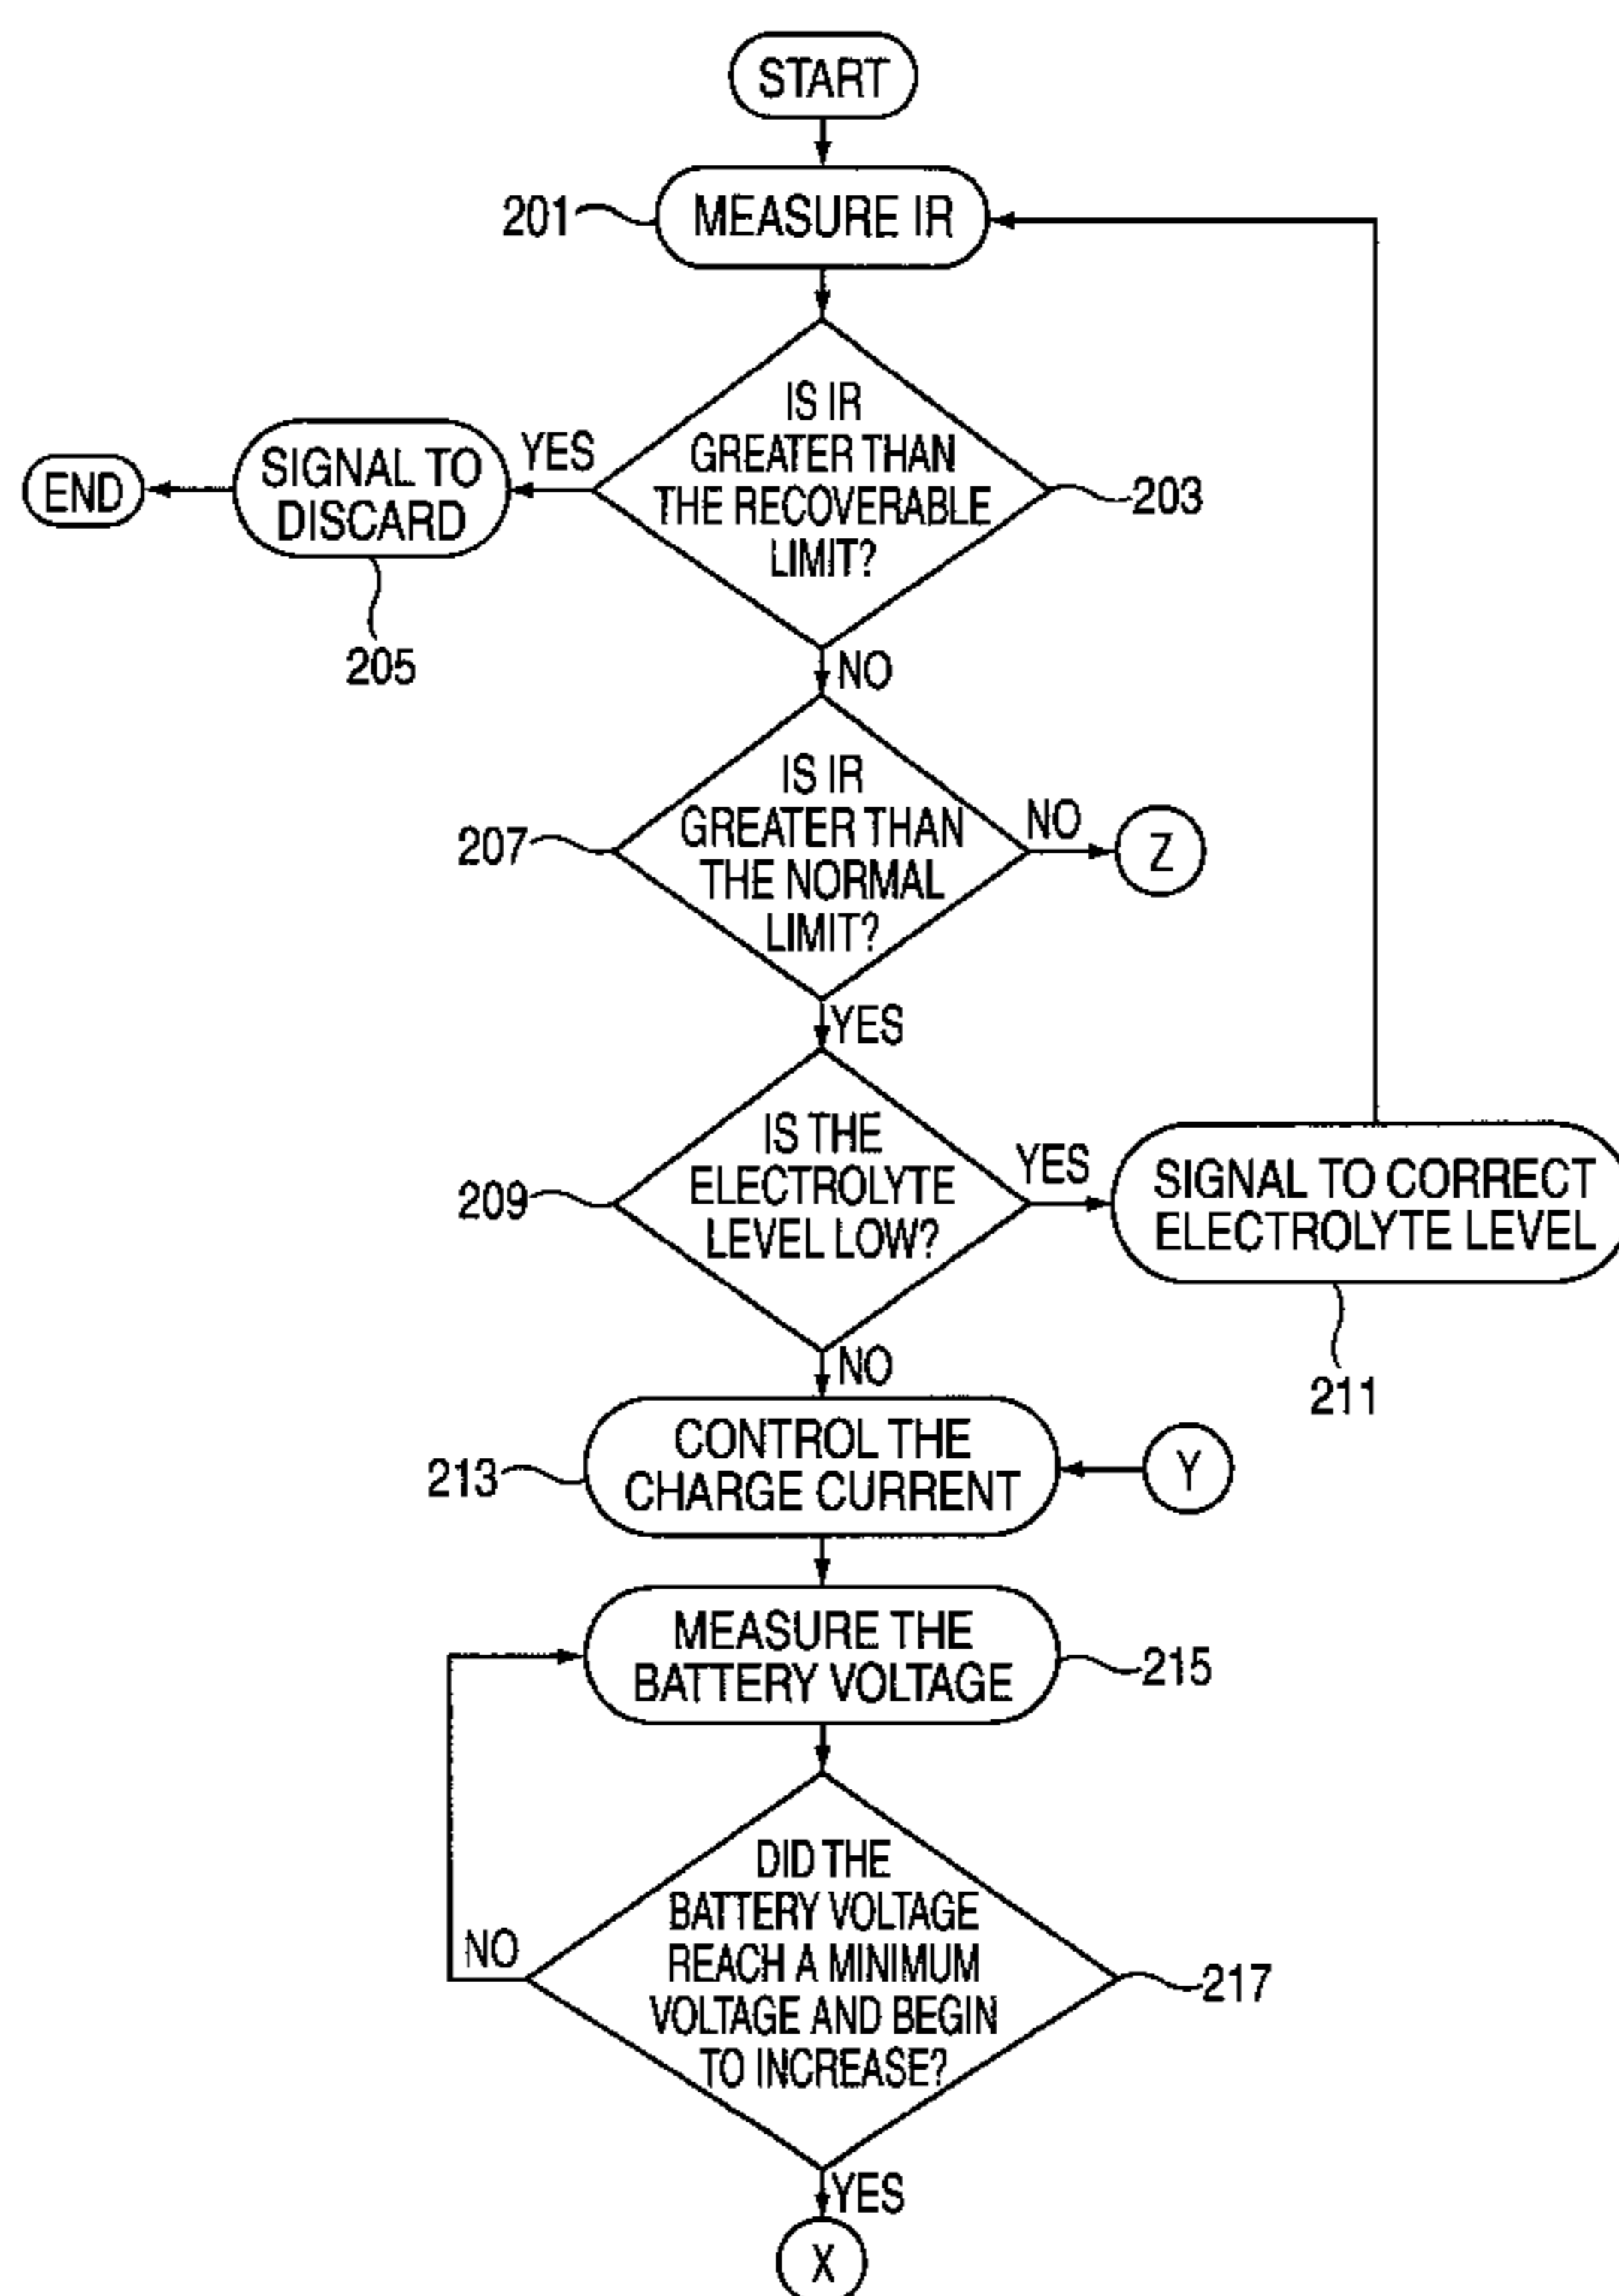 START
201
MEASURE IR
IS IR
GREATER THAN
THE RECOVERABLE
LIMIT?
203
YES
SIGNAL TO
DISCARD
END
205
NO
IS IR
GREATER THAN
THE NORMAL
LIMIT?
207
NO
Z
YES
IS THE
ELECTROLYTE
LEVEL LOW?
209
YES
SIGNAL TO CORRECT
ELECTROLYTE LEVEL
211
NO
CONTROL THE
CHARGE CURRENT
213
Y
MEASURE THE
BATTERY VOLTAGE
215
DID THE
BATTERY VOLTAGE
REACH A MINIMUM
VOLTAGE AND BEGIN
TO INCREASE?
NO
217
YES
X